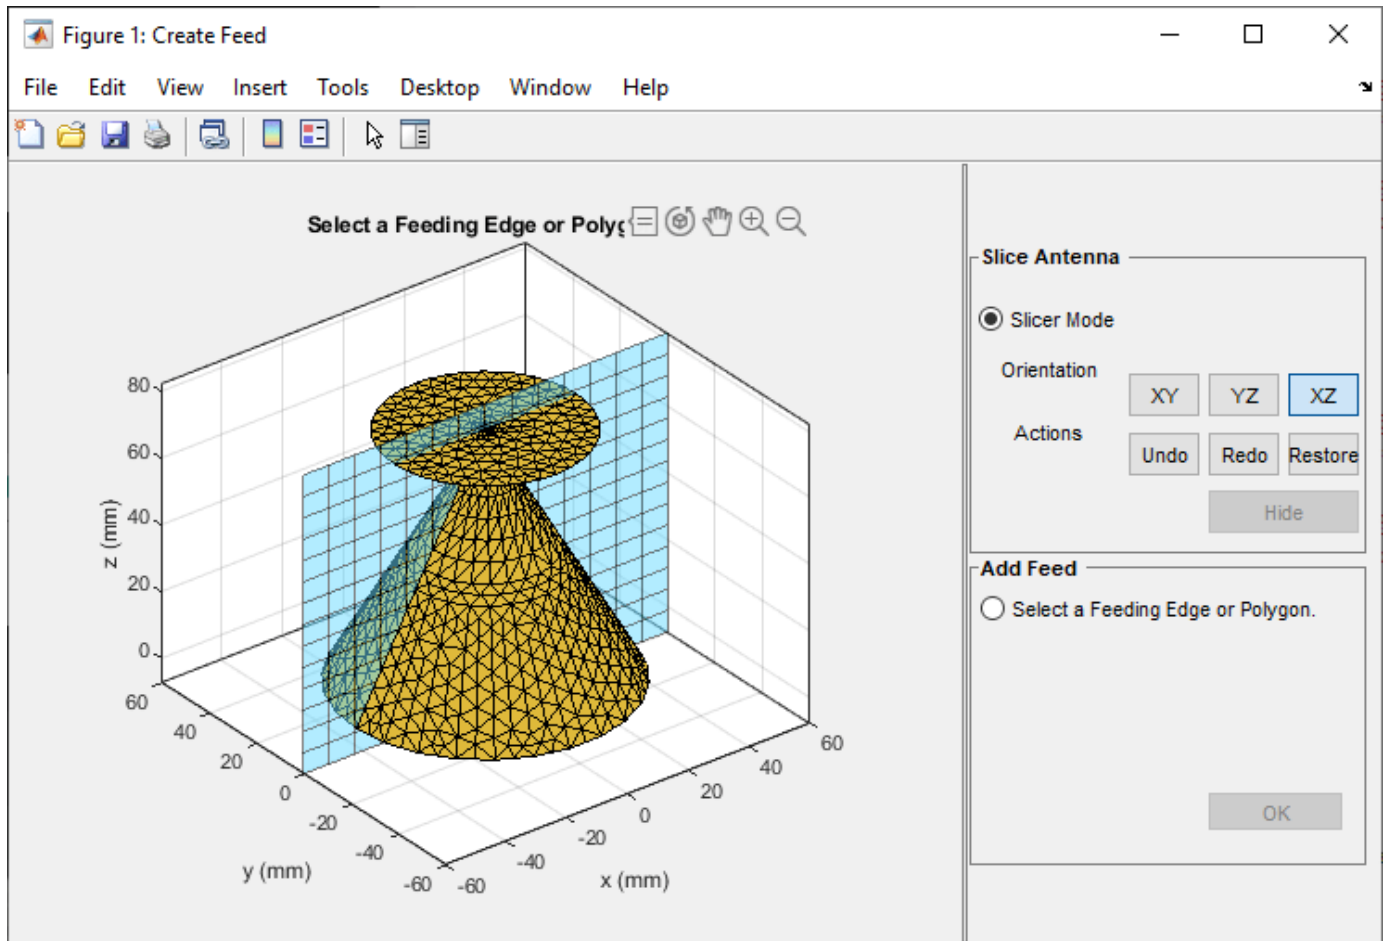 Figure 1: Create Feed
File Edit View Insert Tools Desktop Window Help
Select a Feeding Edge or Polyg
Slice Antenna
Slicer Mode
Orientation
XY YZ XZ
Actions
Undo Redo Restore
Hide
Add Feed
Select a Feeding Edge or Polygon.
OK
80
60
40
20
0
z (mm)
60
40
20
0
-20
-40
-60
y (mm)
-60
-40
-20
0
20
40
60
x (mm)